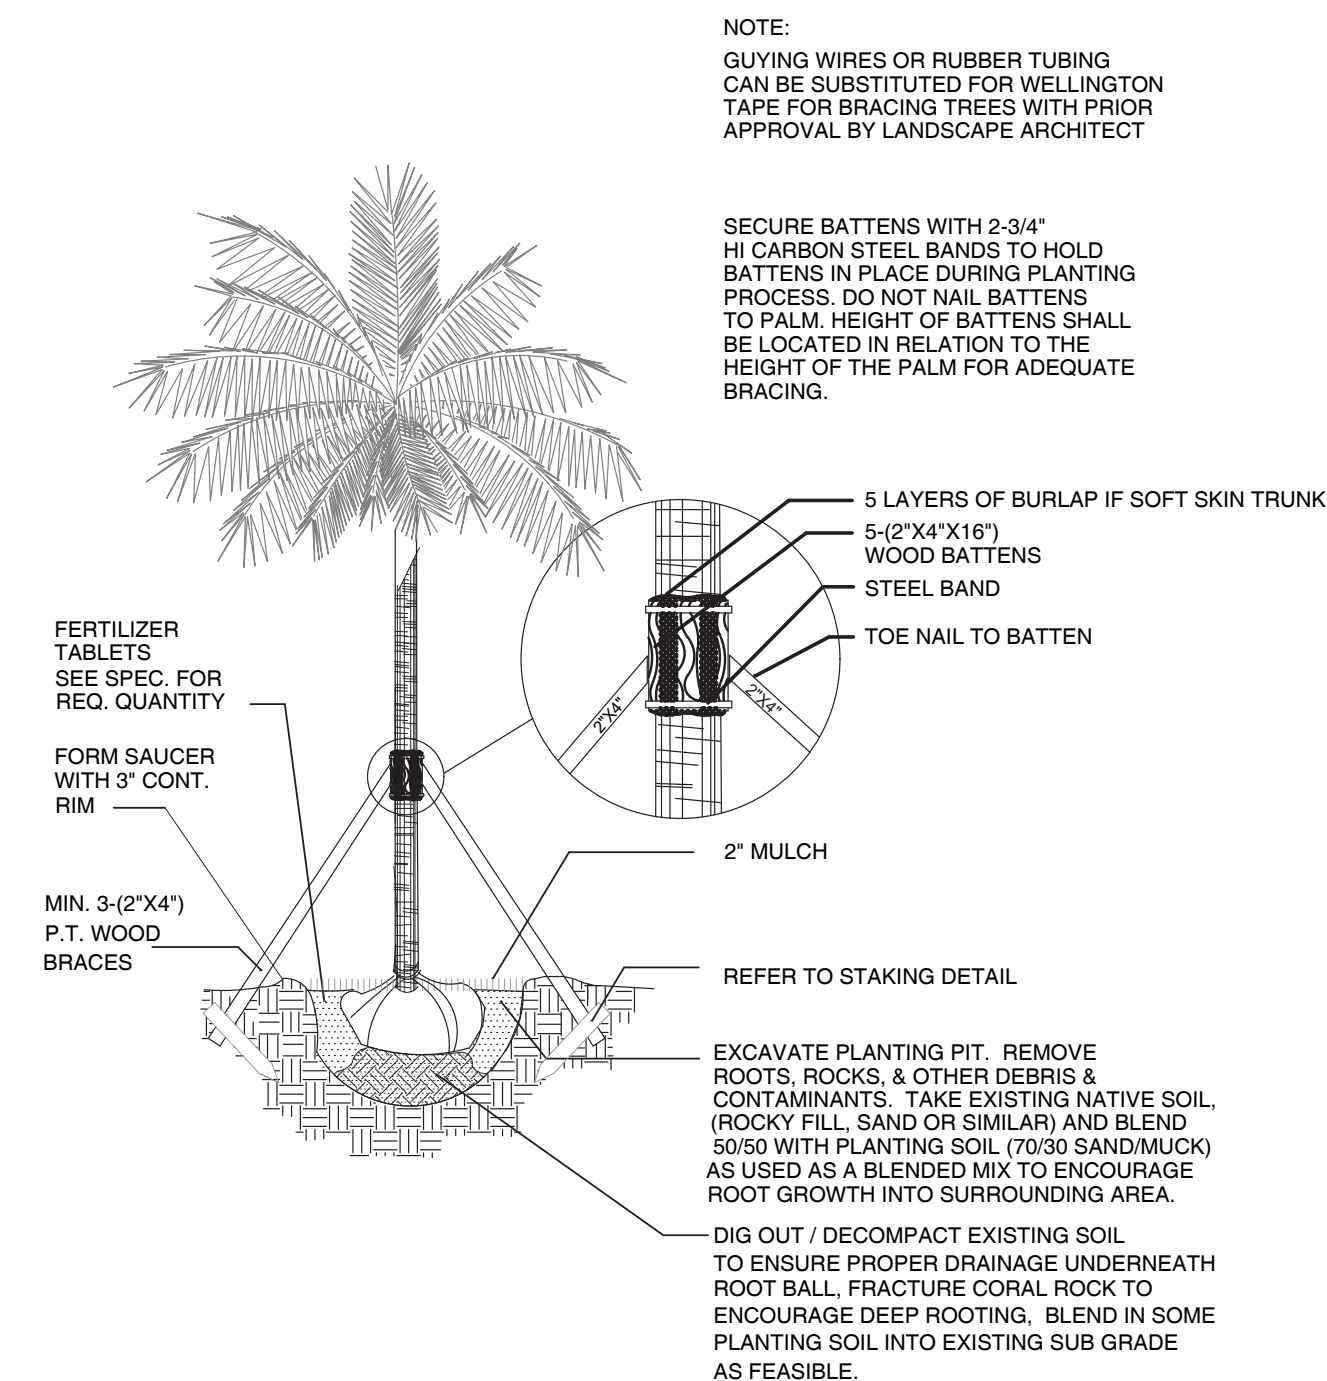 NOTE:
GUYING WIRES OR RUBBER TUBING
CAN BE SUBSTITUTED FOR WELLINGTON
TAPE FOR BRACING TREES WITH PRIOR
APPROVAL BY LANDSCAPE ARCHITECT
SECURE BATTENS WITH 2-3/4"
HI CARBON STEEL BANDS TO HOLD
BATTENS IN PLACE DURING PLANTING
PROCESS. DO NOT NAIL BATTENS
TO PALM. HEIGHT OF BATTENS SHALL
BE LOCATED IN RELATION TO THE
HEIGHT OF THE PALM FOR ADEQUATE
BRACING.
5 LAYERS OF BURLAP IF SOFT SKIN TRUNK
5-(2"X4"X16")
WOOD BATTENS
STEEL BAND
TOE NAIL TO BATTEN
2"X4"
2"X4"
FERTILIZER
TABLETS
SEE SPEC. FOR
REQ. QUANTITY
FORM SAUCER
WITH 3" CONT.
RIM
MIN. 3-(2"X4")
P.T. WOOD
BRACES
2" MULCH
REFER TO STAKING DETAIL
EXCAVATE PLANTING PIT. REMOVE
ROOTS, ROCKS, & OTHER DEBRIS &
CONTAMINANTS. TAKE EXISTING NATIVE SOIL,
(ROCKY FILL, SAND OR SIMILAR) AND BLEND
50/50 WITH PLANTING SOIL (70/30 SAND/MUCK)
AS USED AS A BLENDED MIX TO ENCOURAGE
ROOT GROWTH INTO SURROUNDING AREA.
DIG OUT / DECOMPACT EXISTING SOIL
TO ENSURE PROPER DRAINAGE UNDERNEATH
ROOT BALL, FRACTURE CORAL ROCK TO
ENCOURAGE DEEP ROOTING, BLEND IN SOME
PLANTING SOIL INTO EXISTING SUB GRADE
AS FEASIBLE.